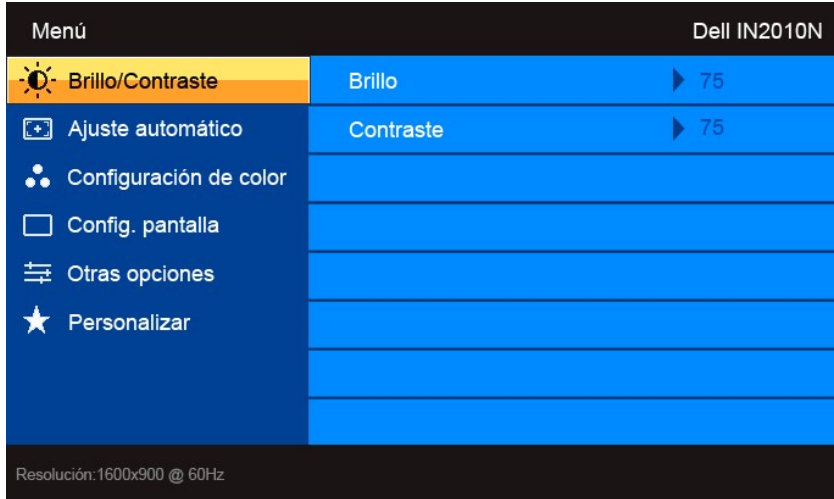 Menú Dell IN2010N
Brillo/Contraste Brillo 75
Ajuste automático Contraste 75
Configuración de color
Config. pantalla
Otras opciones
Personalizar
Resolución:1600x900 @ 60Hz